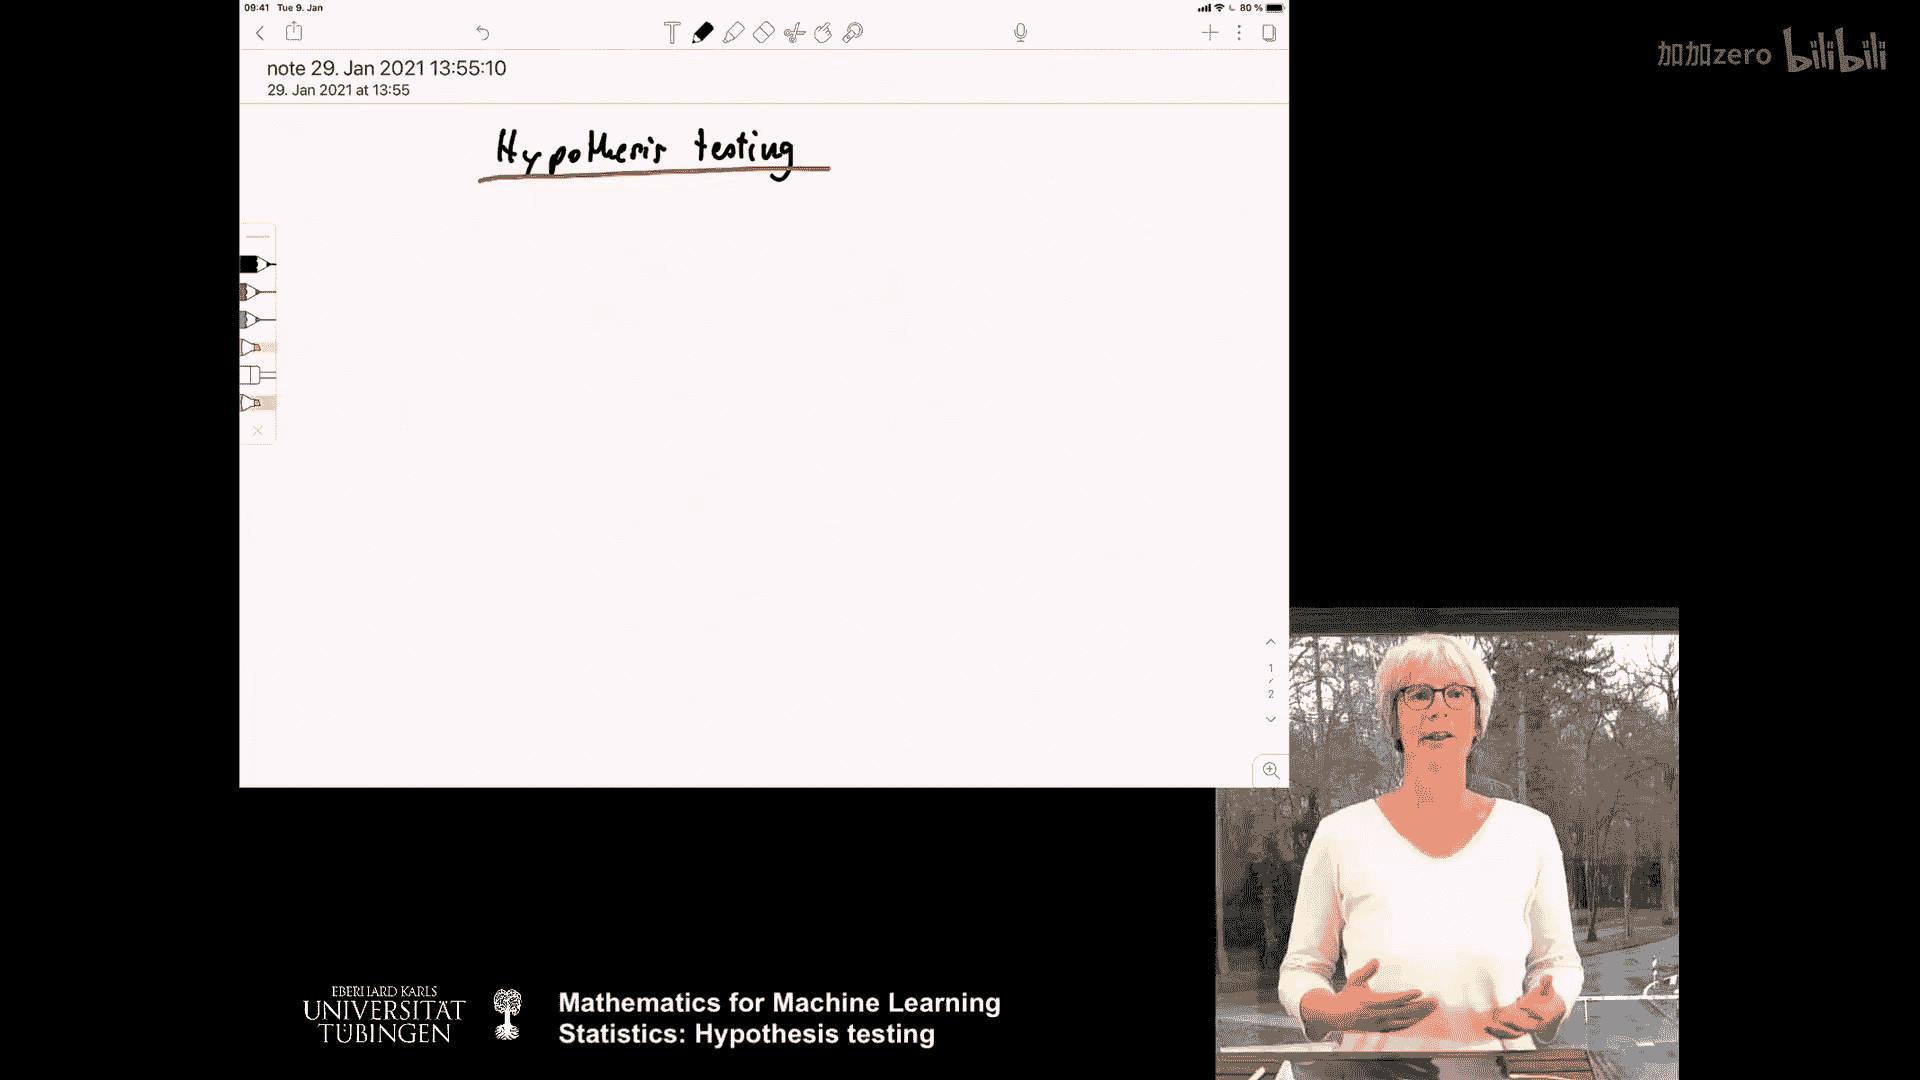 09:41 Tue 9. Jan
80 %
加加zero bilibili
note 29. Jan 2021 13:55:10
29. Jan 2021 at 13:55
Hypothesis testing
1
/
2
EBERHARD KARLS
UNIVERSITÄT
TÜBINGEN
Mathematics for Machine Learning
Statistics: Hypothesis testing